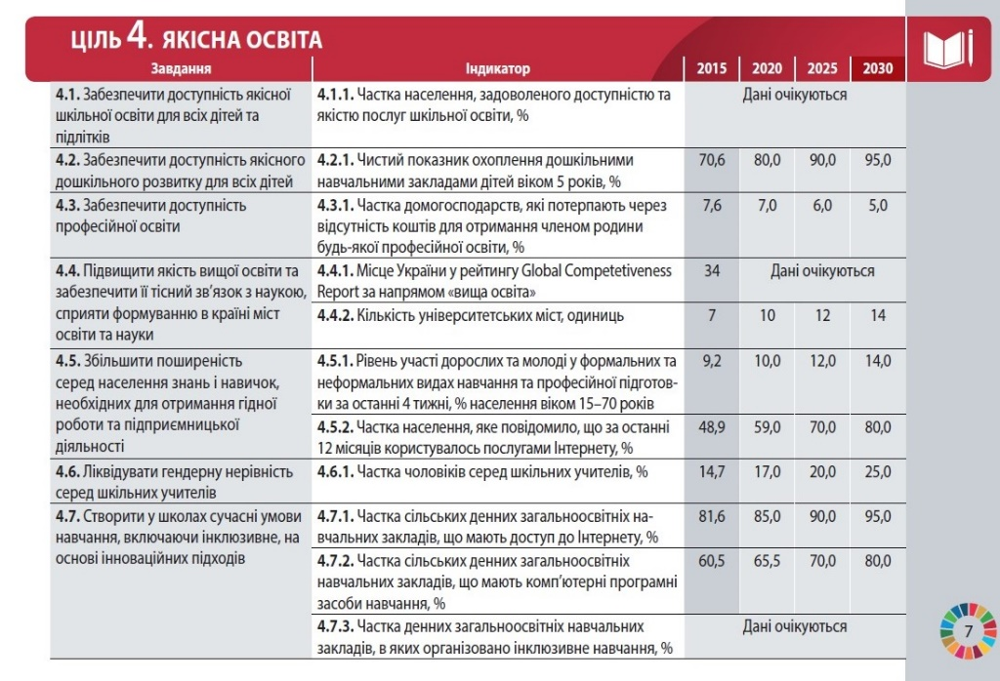 ЦІЛЬ 4. ЯКІСНА ОСВІТА
Завдання Індикатор 2015 2020 2025 2030
4.1. Забезпечити доступність якісної
шкільної освіти для всіх дітей та
підлітків
4.1.1. Частка населення, задоволеного доступністю та
якістю послуг шкільної освіти, %
Дані очікуються
4.2. Забезпечити доступність якісного
дошкільного розвитку для всіх дітей
4.2.1. Чистий показник охоплення дошкільними
навчальними закладами дітей віком 5 років, %
70,6 80,0 90,0 95,0
4.3. Забезпечити доступність
професійної освіти
4.3.1. Частка домогосподарств, які потерпають через
відсутність коштів для отримання членом родини
будь-якої професійної освіти, %
7,6 7,0 6,0 5,0
4.4. Підвищити якість вищої освіти та
забезпечити її тісний зв’язок з наукою,
сприяти формуванню в країні міст
освіти та науки
4.4.1. Місце України у рейтингу Global Competetiveness
Report за напрямом «вища освіта»
34 Дані очікуються
4.4.2. Кількість університетських міст, одиниць
7 10 12 14
4.5. Збільшити поширеність
серед населення знань і навичок,
необхідних для отримання гідної
роботи та підприємницької
діяльності
4.5.1. Рівень участі дорослих та молоді у формальних та
неформальних видах навчання та професійної підготов-
ки за останні 4 тижні, % населення віком 15–70 років
9,2 10,0 12,0 14,0
4.5.2. Частка населення, яке повідомило, що за останні
12 місяців користувалось послугами Інтернету, %
48,9 59,0 70,0 80,0
4.6. Ліквідувати гендерну нерівність
серед шкільних учителів
4.6.1. Частка чоловіків серед шкільних учителів, %
14,7 17,0 20,0 25,0
4.7. Створити у школах сучасні умови
навчання, включаючи інклюзивне, на
основі інноваційних підходів
4.7.1. Частка сільських денних загальноосвітніх на-
вчальних закладів, що мають доступ до Інтернету, %
81,6 85,0 90,0 95,0
4.7.2. Частка сільських денних загальноосвітніх
навчальних закладів, що мають комп’ютерні програмні
засоби навчання, %
60,5 65,5 70,0 80,0
4.7.3. Частка денних загальноосвітніх навчальних
закладів, в яких організовано інклюзивне навчання, %
Дані очікуються
7